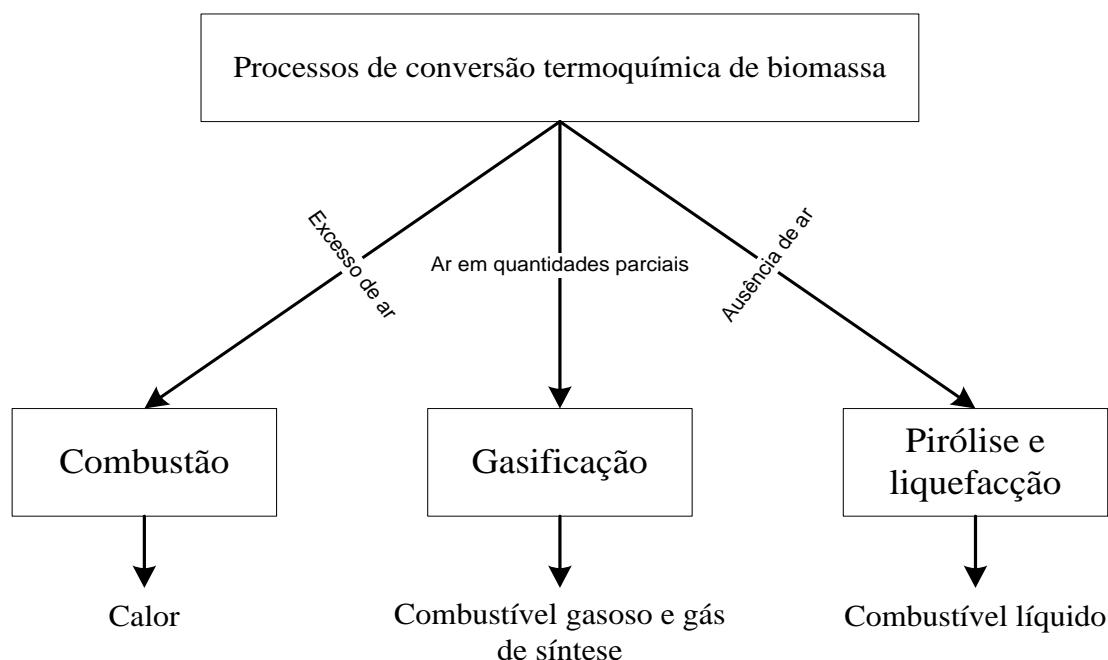 Processos de conversão termoquímica de biomassa
Excesso de ar
Ar em quantidades parciais
Ausência de ar
Combustão
Gasificação
Pirólise e
liquefacção
Calor
Combustível gasoso e gás
de síntese
Combustível líquido